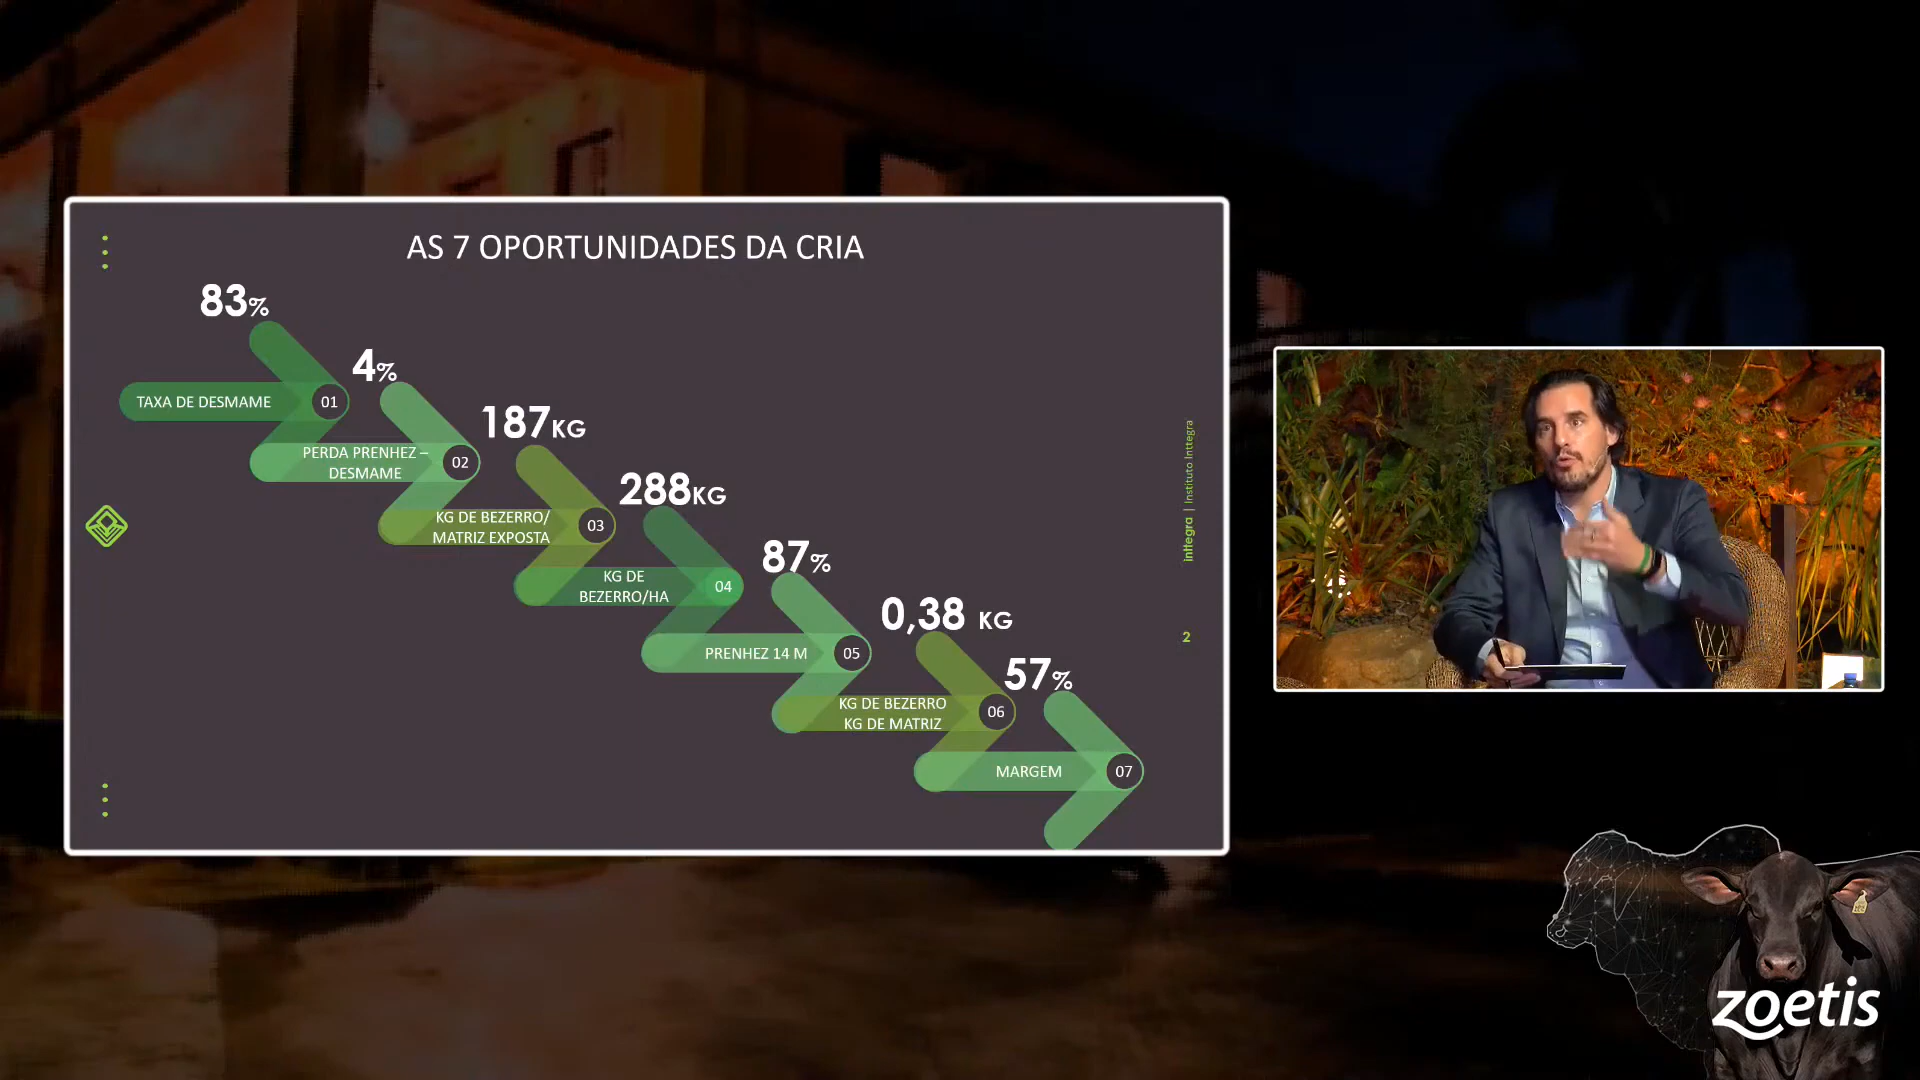 AS 7 OPORTUNIDADES DA CRIA
83%
TAXA DE DESMAME 01
4%
PERDA PRENHEZ –
DESMAME
02
187KG
KG DE BEZERRO/
MATRIZ EXPOSTA
03
288KG
KG DE
BEZERRO/HA
04
87%
PRENHEZ 14 M 05
0,38 KG
KG DE BEZERRO
KG DE MATRIZ
06
57%
MARGEM 07
inttegra | Instituto Inttegra
2
zoetis